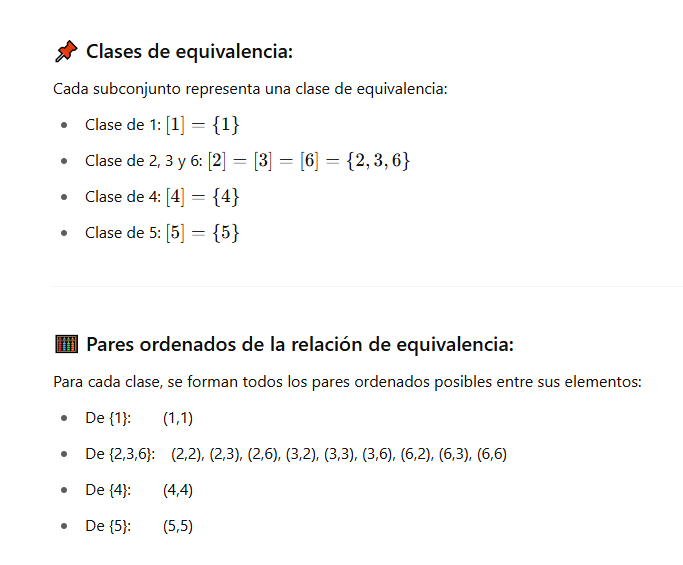 📌 Clases de equivalencia:
Cada subconjunto representa una clase de equivalencia:
• Clase de 1: [1] = {1}
• Clase de 2, 3 y 6: [2] = [3] = [6] = {2, 3, 6}
• Clase de 4: [4] = {4}
• Clase de 5: [5] = {5}
🧮 Pares ordenados de la relación de equivalencia:
Para cada clase, se forman todos los pares ordenados posibles entre sus elementos:
• De {1}: (1,1)
• De {2,3,6}: (2,2), (2,3), (2,6), (3,2), (3,3), (3,6), (6,2), (6,3), (6,6)
• De {4}: (4,4)
• De {5}: (5,5)